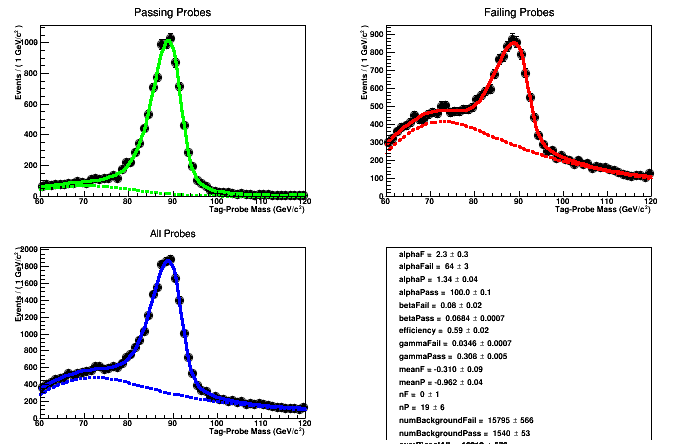 Passing Probes
Events / ( 1 GeV/c² )
1000
800
600
400
200
60 70 80 90 100 110 120
Tag-Probe Mass (GeV/c²)
Failing Probes
Events / ( 1 GeV/c² )
900
800
700
600
500
400
300
200
100
0
60 70 80 90 100 110 120
Tag-Probe Mass (GeV/c²)
All Probes
Events / ( 1 GeV/c² )
2000
1800
1600
1400
1200
1000
800
600
400
200
0
60 70 80 90 100 110 120
Tag-Probe Mass (GeV/c²)
alphaF = 2.3 ± 0.3
alphaFail = 64 ± 3
alphaP = 1.34 ± 0.04
alphaPass = 100.0 ± 0.1
betaFail = 0.08 ± 0.02
betaPass = 0.0684 ± 0.0007
efficiency = 0.59 ± 0.02
gammaFail = 0.0346 ± 0.0007
gammaPass = 0.308 ± 0.005
meanF = -0.310 ± 0.09
meanP = -0.962 ± 0.04
nF = 0 ± 1
nP = 19 ± 6
numBackgroundFail = 15795 ± 566
numBackgroundPass = 1540 ± 53